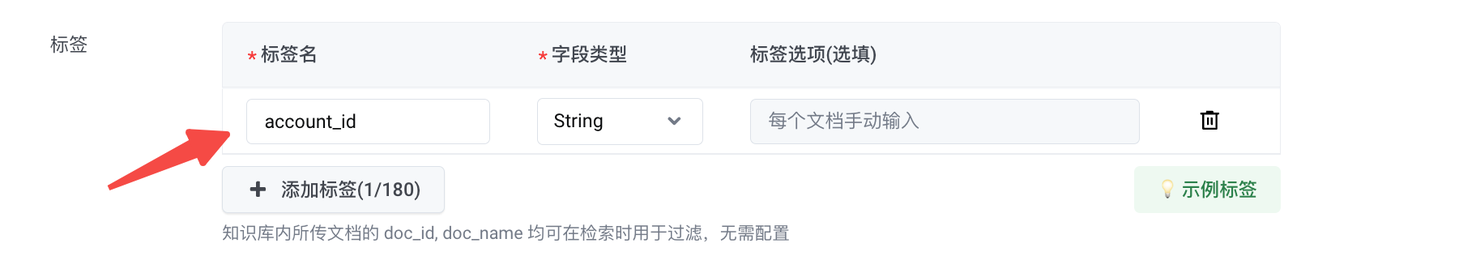 标签
* 标签名 * 字段类型 标签选项(选填)
account_id String 每个文档手动输入
+ 添加标签(1/180) 💡 示例标签
知识库内所传文档的 doc_id, doc_name 均可在检索时用于过滤，无需配置